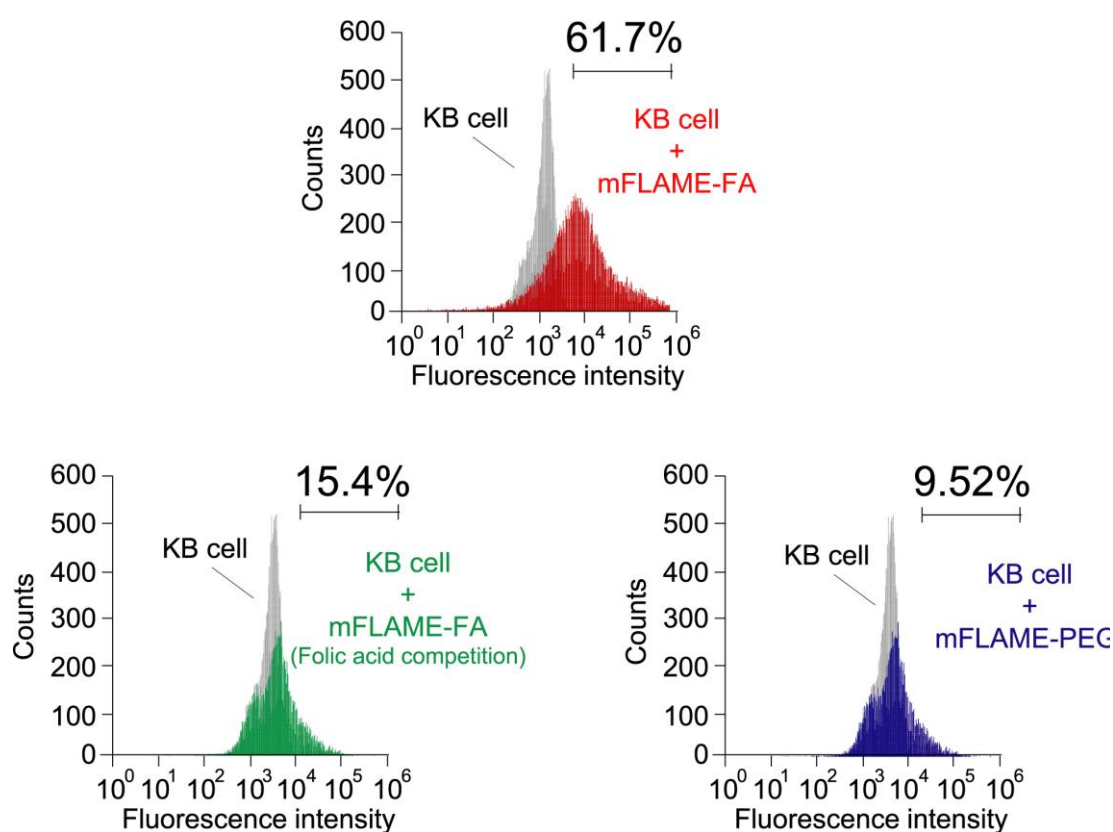 61.7%
600
500
400
300
200
100
0
Counts
KB cell
KB cell
+
mFLAME-FA
10⁰ 10¹ 10² 10³ 10⁴ 10⁵ 10⁶
Fluorescence intensity
15.4%
600
500
400
300
200
100
0
Counts
KB cell
KB cell
+
mFLAME-FA
(Folic acid competition)
10⁰ 10¹ 10² 10³ 10⁴ 10⁵ 10⁶
Fluorescence intensity
9.52%
600
500
400
300
200
100
0
Counts
KB cell
KB cell
+
mFLAME-PEG
10⁰ 10¹ 10² 10³ 10⁴ 10⁵ 10⁶
Fluorescence intensity